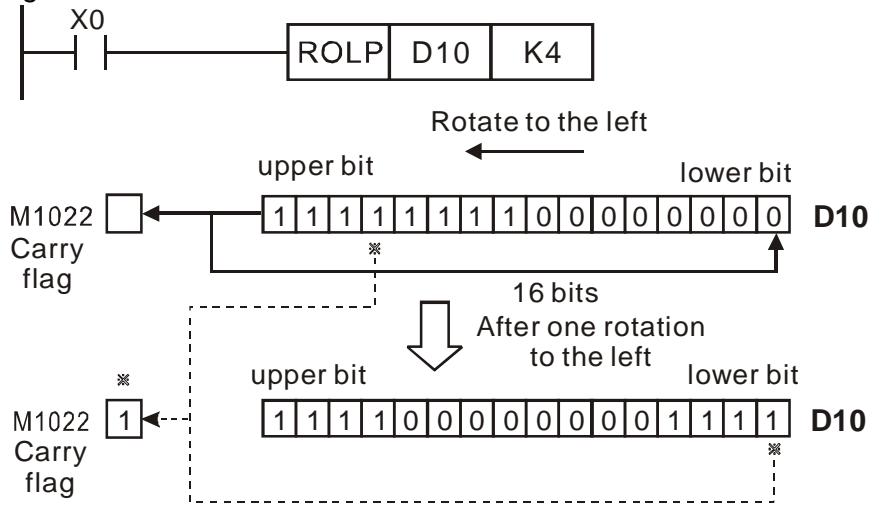 X0
ROLP D10 K4
Rotate to the left
upper bit lower bit
M1022 1 1 1 1 1 1 1 1 0 0 0 0 0 0 0 0 D10
Carry
flag
※
16 bits
After one rotation
to the left
upper bit lower bit
※
M1022 1 1 1 1 1 0 0 0 0 0 0 0 0 1 1 1 1 D10
Carry
flag
※